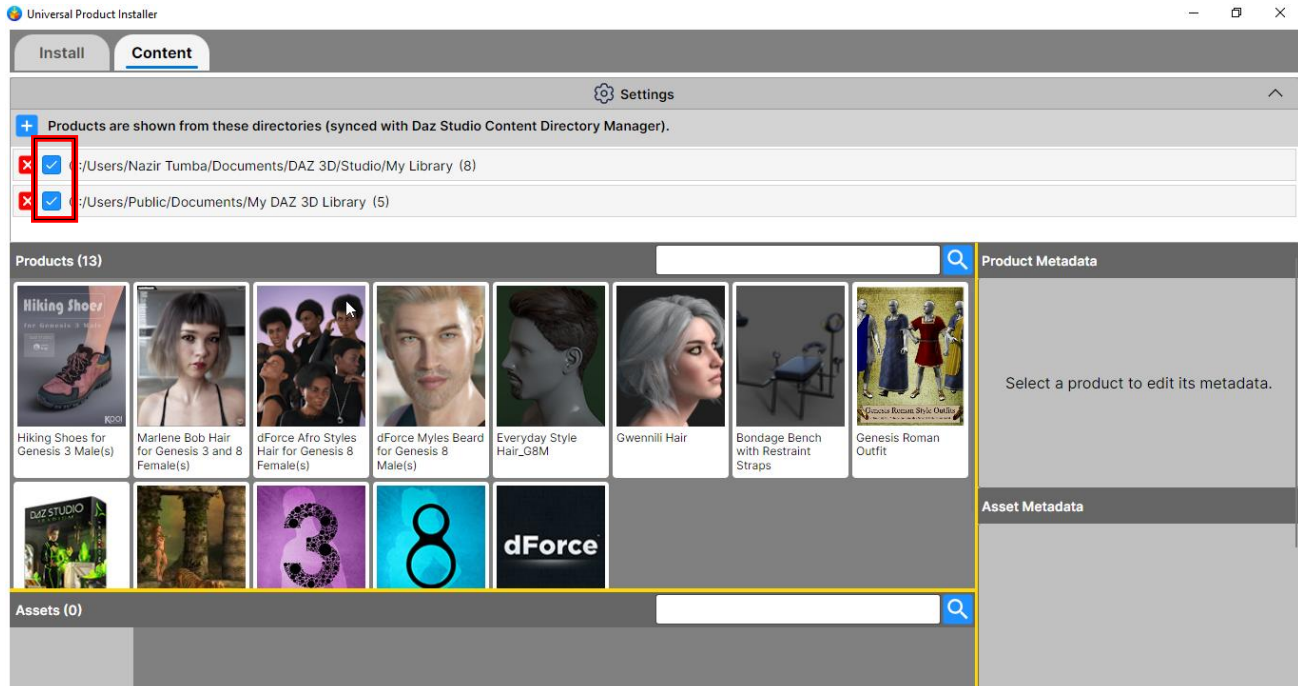 Universal Product Installer
Install
Content
Settings
Products are shown from these directories (synced with Daz Studio Content Directory Manager).
:/Users/Nazir Tumba/Documents/DAZ 3D/Studio/My Library (8)
:/Users/Public/Documents/My DAZ 3D Library (5)
Products (13)
Product Metadata
Hiking Shoes
for Genesis 3 Male
Genesis Roman Style Outfits
Hiking Shoes for
Genesis 3 Male(s)
Marlene Bob Hair
for Genesis 3 and 8
Female(s)
dForce Afro Styles
Hair for Genesis 8
Female(s)
dForce Myles Beard
for Genesis 8
Male(s)
Everyday Style
Hair_G8M
Gwennili Hair
Bondage Bench
with Restraint
Straps
Genesis Roman
Outfit
Select a product to edit its metadata.
DAZ STUDIO
3
8
dForce
Asset Metadata
Assets (0)